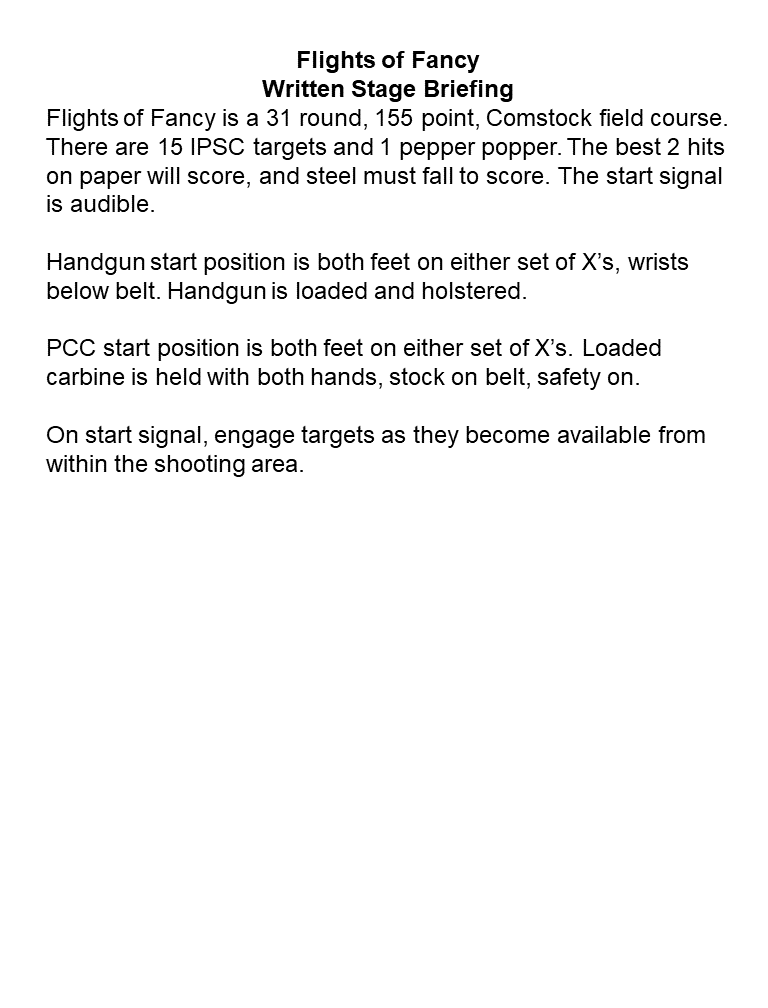 Flights of Fancy
Written Stage Briefing
Flights of Fancy is a 31 round, 155 point, Comstock field course.
There are 15 IPSC targets and 1 pepper popper. The best 2 hits
on paper will score, and steel must fall to score. The start signal
is audible.
Handgun start position is both feet on either set of X’s, wrists
below belt. Handgun is loaded and holstered.
PCC start position is both feet on either set of X’s. Loaded
carbine is held with both hands, stock on belt, safety on.
On start signal, engage targets as they become available from
within the shooting area.